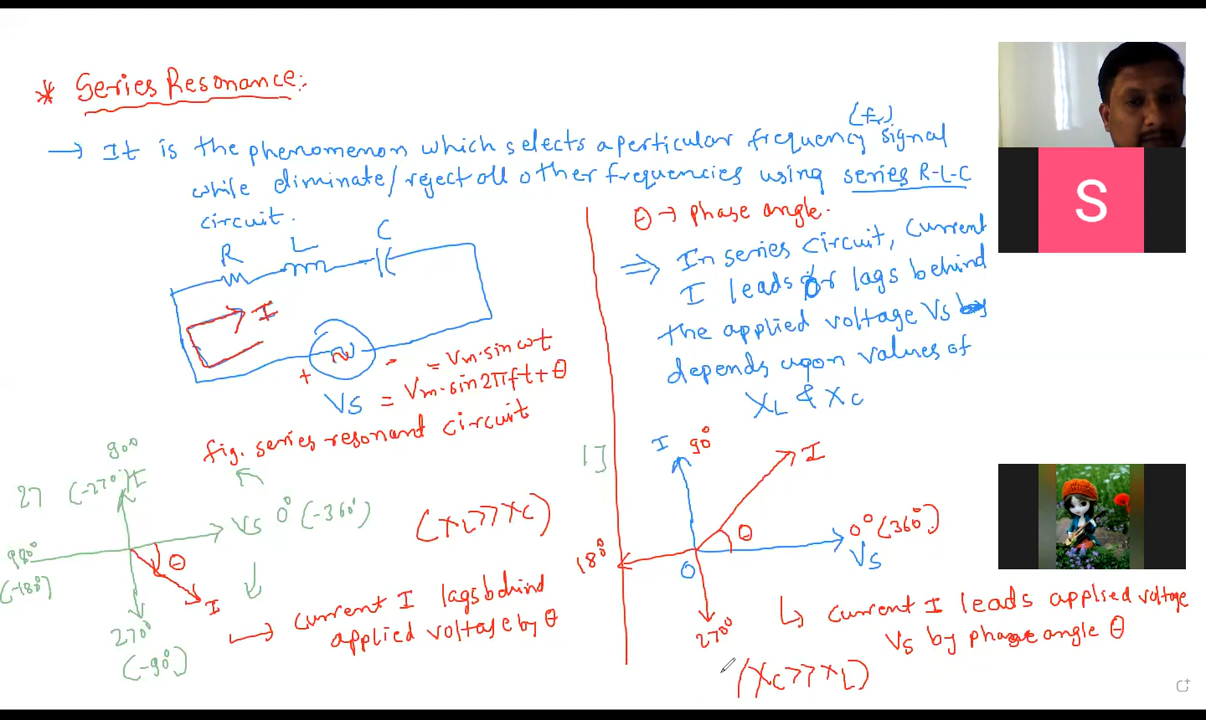 * Series Resonance:
(fr)
→ It is the phenomenon which selects a perticular frequency signal
while eliminate/reject all other frequencies using series R-L-C
circuit.
R L C
I
+ -
VS = Vm.sin ωt
= Vm.sin 2πft + θ
fig. series resonant circuit
θ → phase angle.
⇒ In series circuit, current
I leads or lags behind
the applied voltage Vs
depends upon values of
XL & XC
1]
I 90°
I
θ
0° (360°)
VS
180°
O
270°
↳ current I leads applied voltage
Vs by phase angle θ
(XC>>XL)
2]
90°
(-270°) I
VS 0° (-360°)
θ
I
980°
(-180°)
270°
(-90°)
(XL>>XC)
→ current I lags behind
applied voltage by θ
S